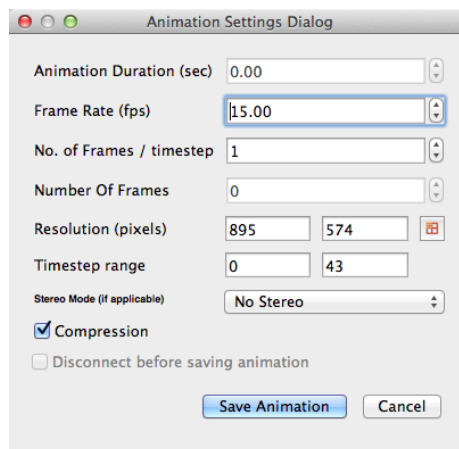 Animation Settings Dialog
Animation Duration (sec) 0.00
Frame Rate (fps) 15.00
No. of Frames / timestep 1
Number Of Frames 0
Resolution (pixels) 895 574
Timestep range 0 43
Stereo Mode (if applicable) No Stereo
Compression
Disconnect before saving animation
Save Animation Cancel